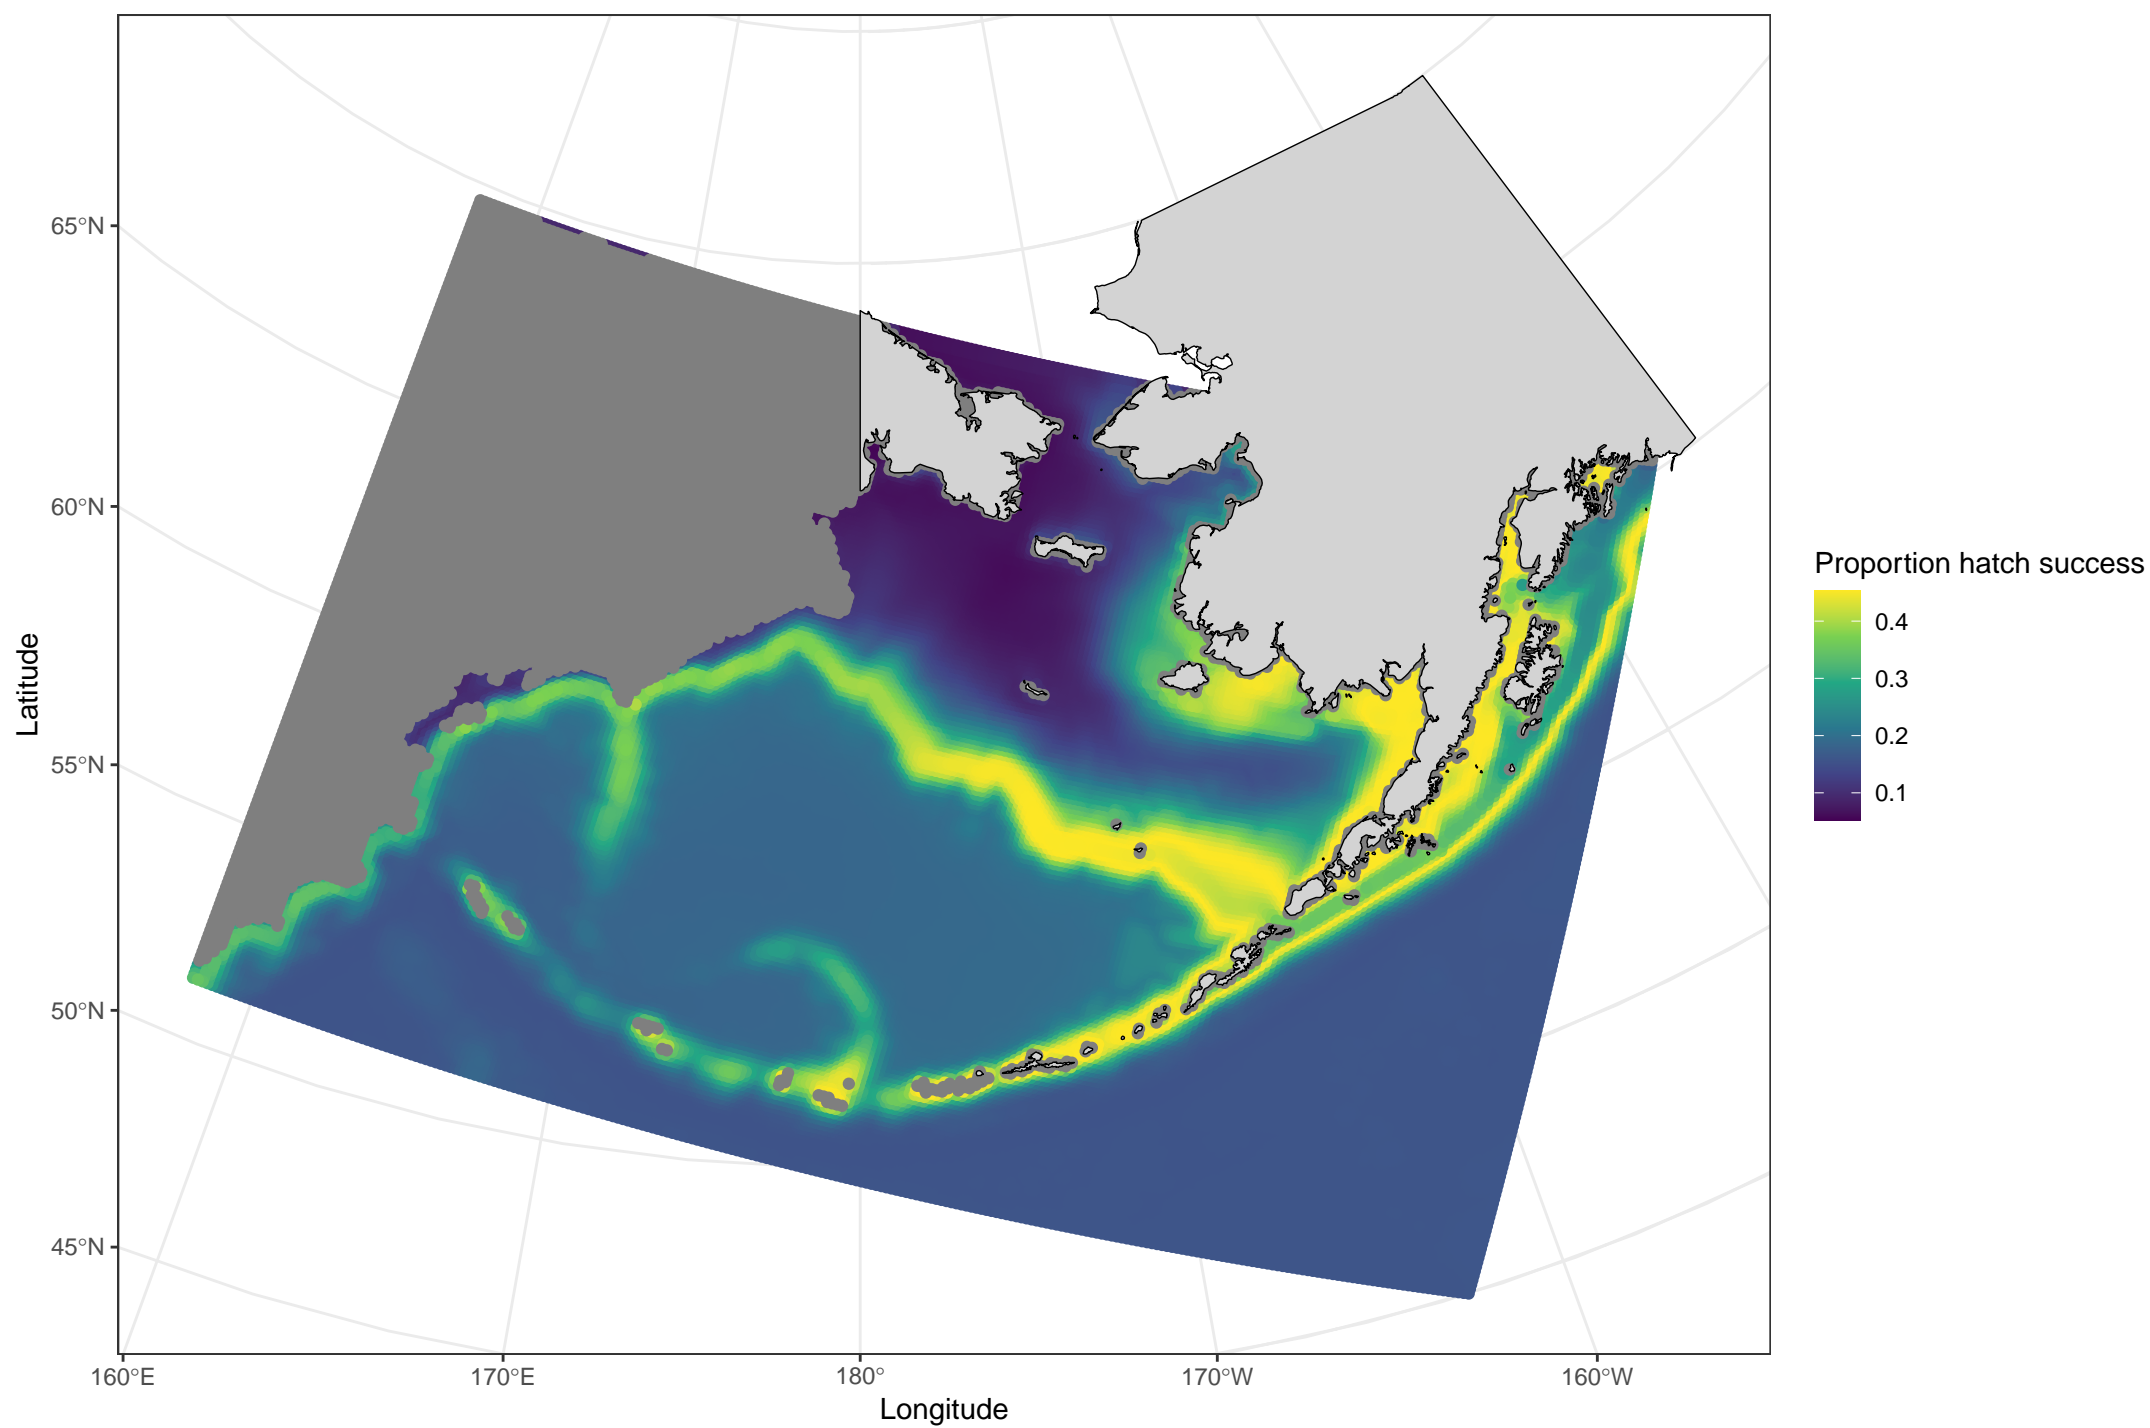 65°N
60°N
55°N
50°N
45°N
Latitude
160°E
170°E
180°
170°W
160°W
Longitude
Proportion hatch success
0.4
0.3
0.2
0.1